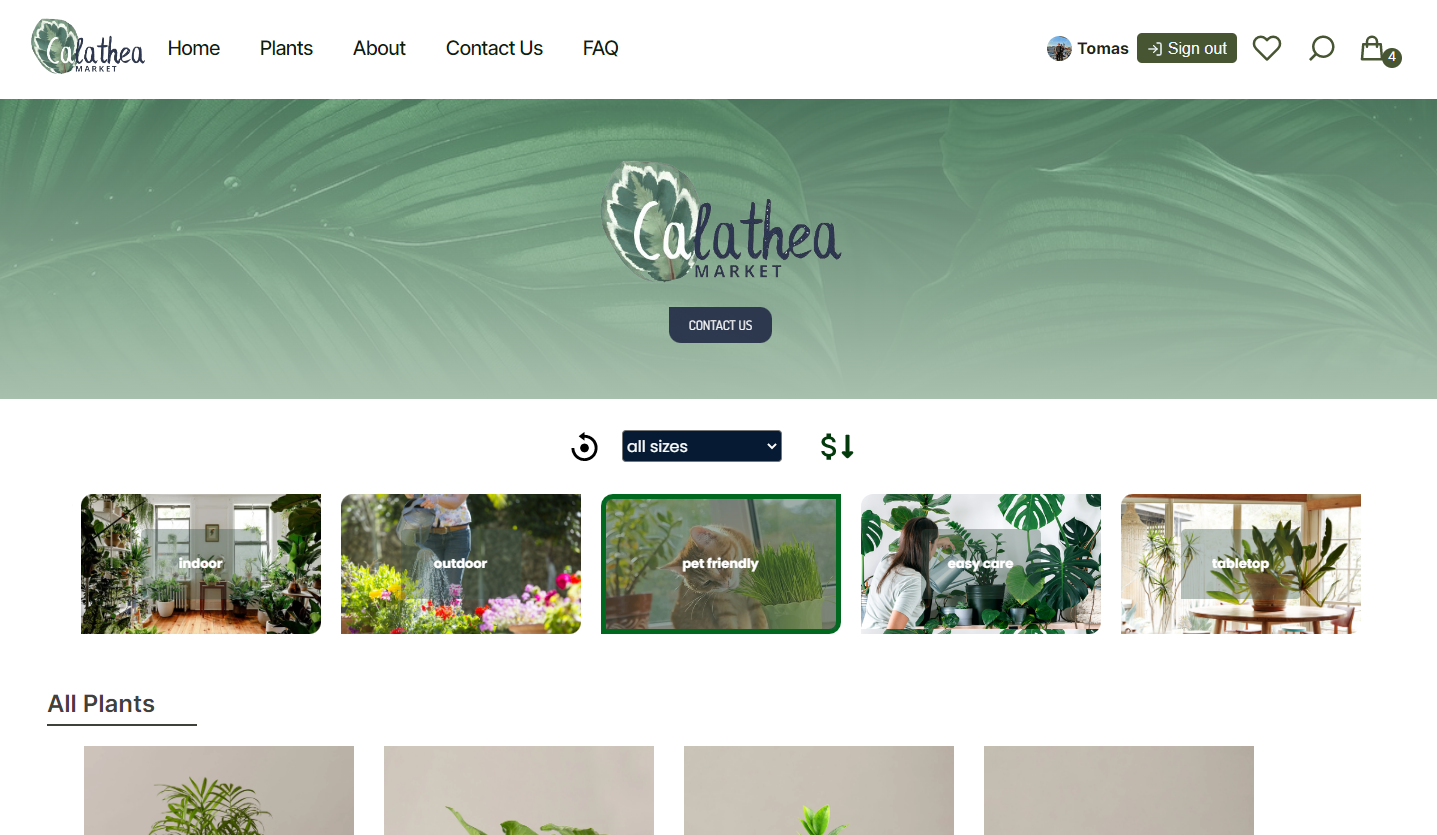 Calathea
MARKET
Home
Plants
About
Contact Us
FAQ
Tomas
Sign out
4
Calathea
MARKET
CONTACT US
all sizes
$
indoor
outdoor
pet friendly
easy care
tabletop
All Plants